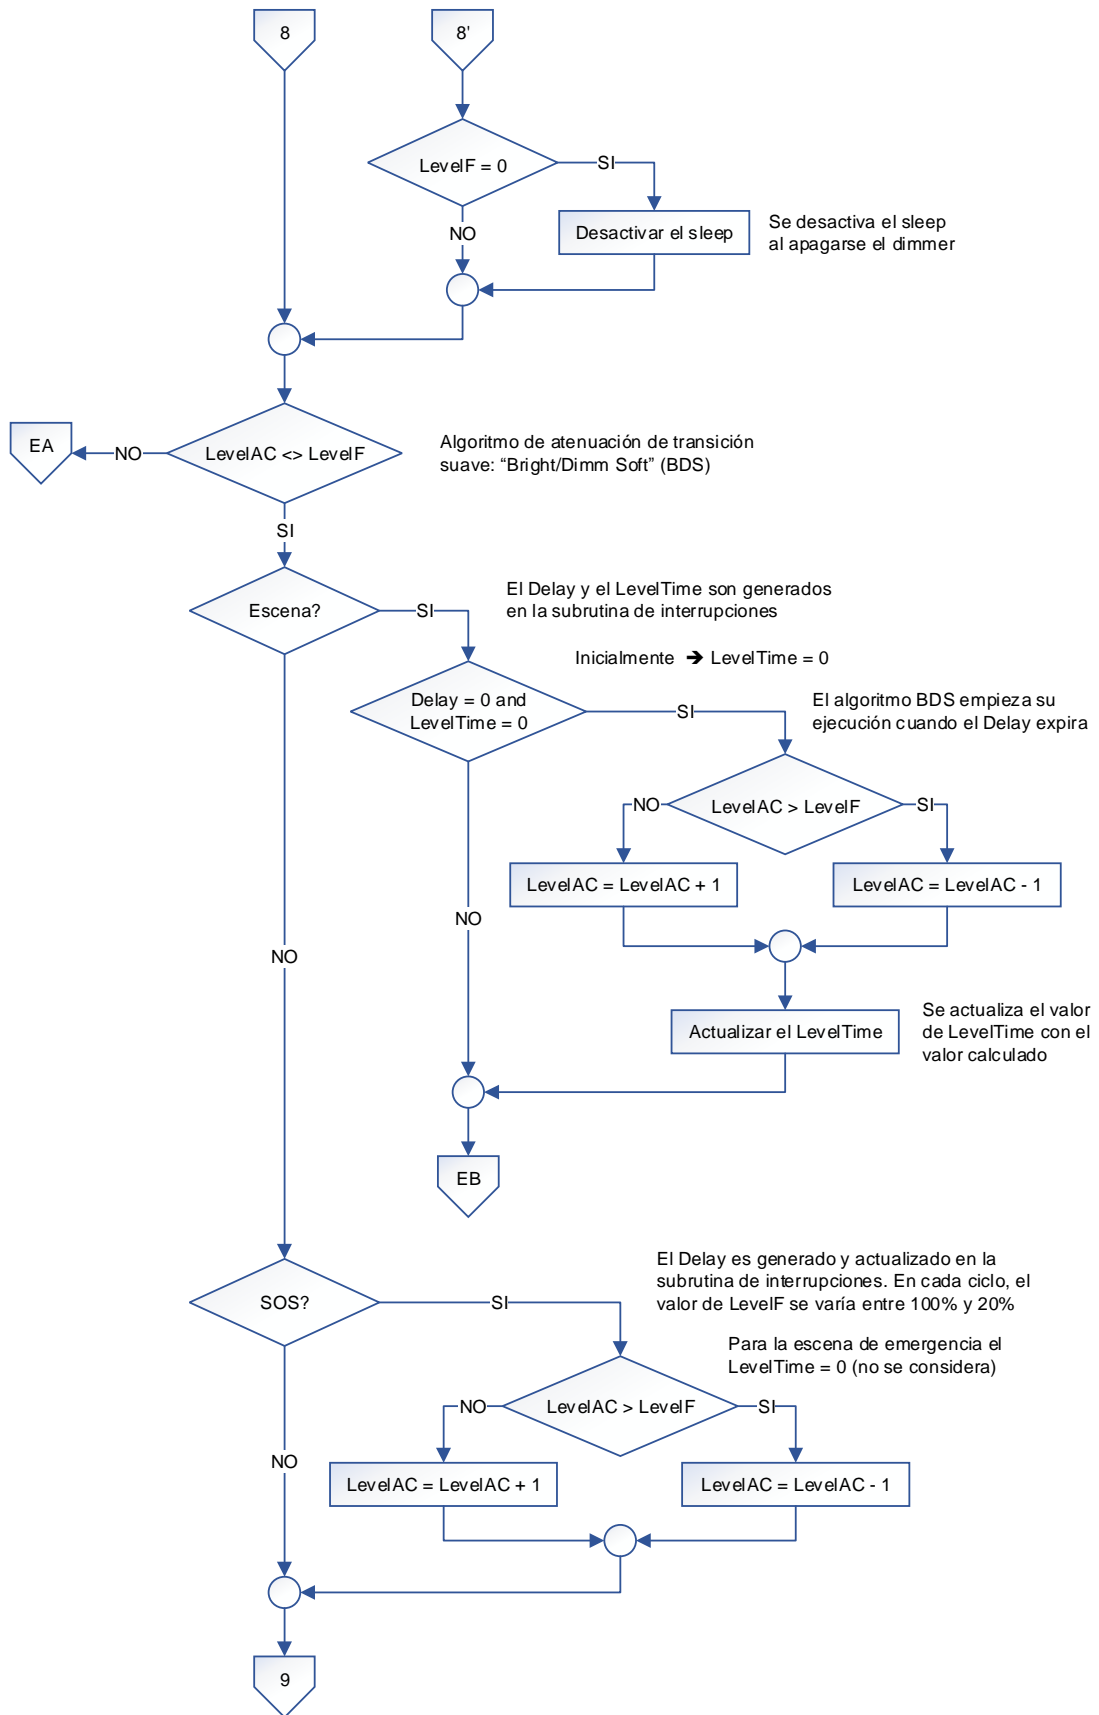 8
8'
LevelF = 0
SI
Desactivar el sleep
Se desactiva el sleep
al apagarse el dimmer
NO
EA
NO
LevelAC <> LevelF
Algoritmo de atenuación de transición
suave: “Bright/Dimm Soft” (BDS)
SI
Escena?
SI
El Delay y el LevelTime son generados
en la subrutina de interrupciones
Inicialmente ➔ LevelTime = 0
Delay = 0 and
LevelTime = 0
SI
El algoritmo BDS empieza su
ejecución cuando el Delay expira
NO
LevelAC > LevelF
SI
LevelAC = LevelAC + 1
LevelAC = LevelAC - 1
NO
NO
Actualizar el LevelTime
Se actualiza el valor
de LevelTime con el
valor calculado
EB
SOS?
SI
El Delay es generado y actualizado en la
subrutina de interrupciones. En cada ciclo, el
valor de LevelF se varía entre 100% y 20%
Para la escena de emergencia el
LevelTime = 0 (no se considera)
NO
LevelAC > LevelF
SI
NO
LevelAC = LevelAC + 1
LevelAC = LevelAC - 1
9